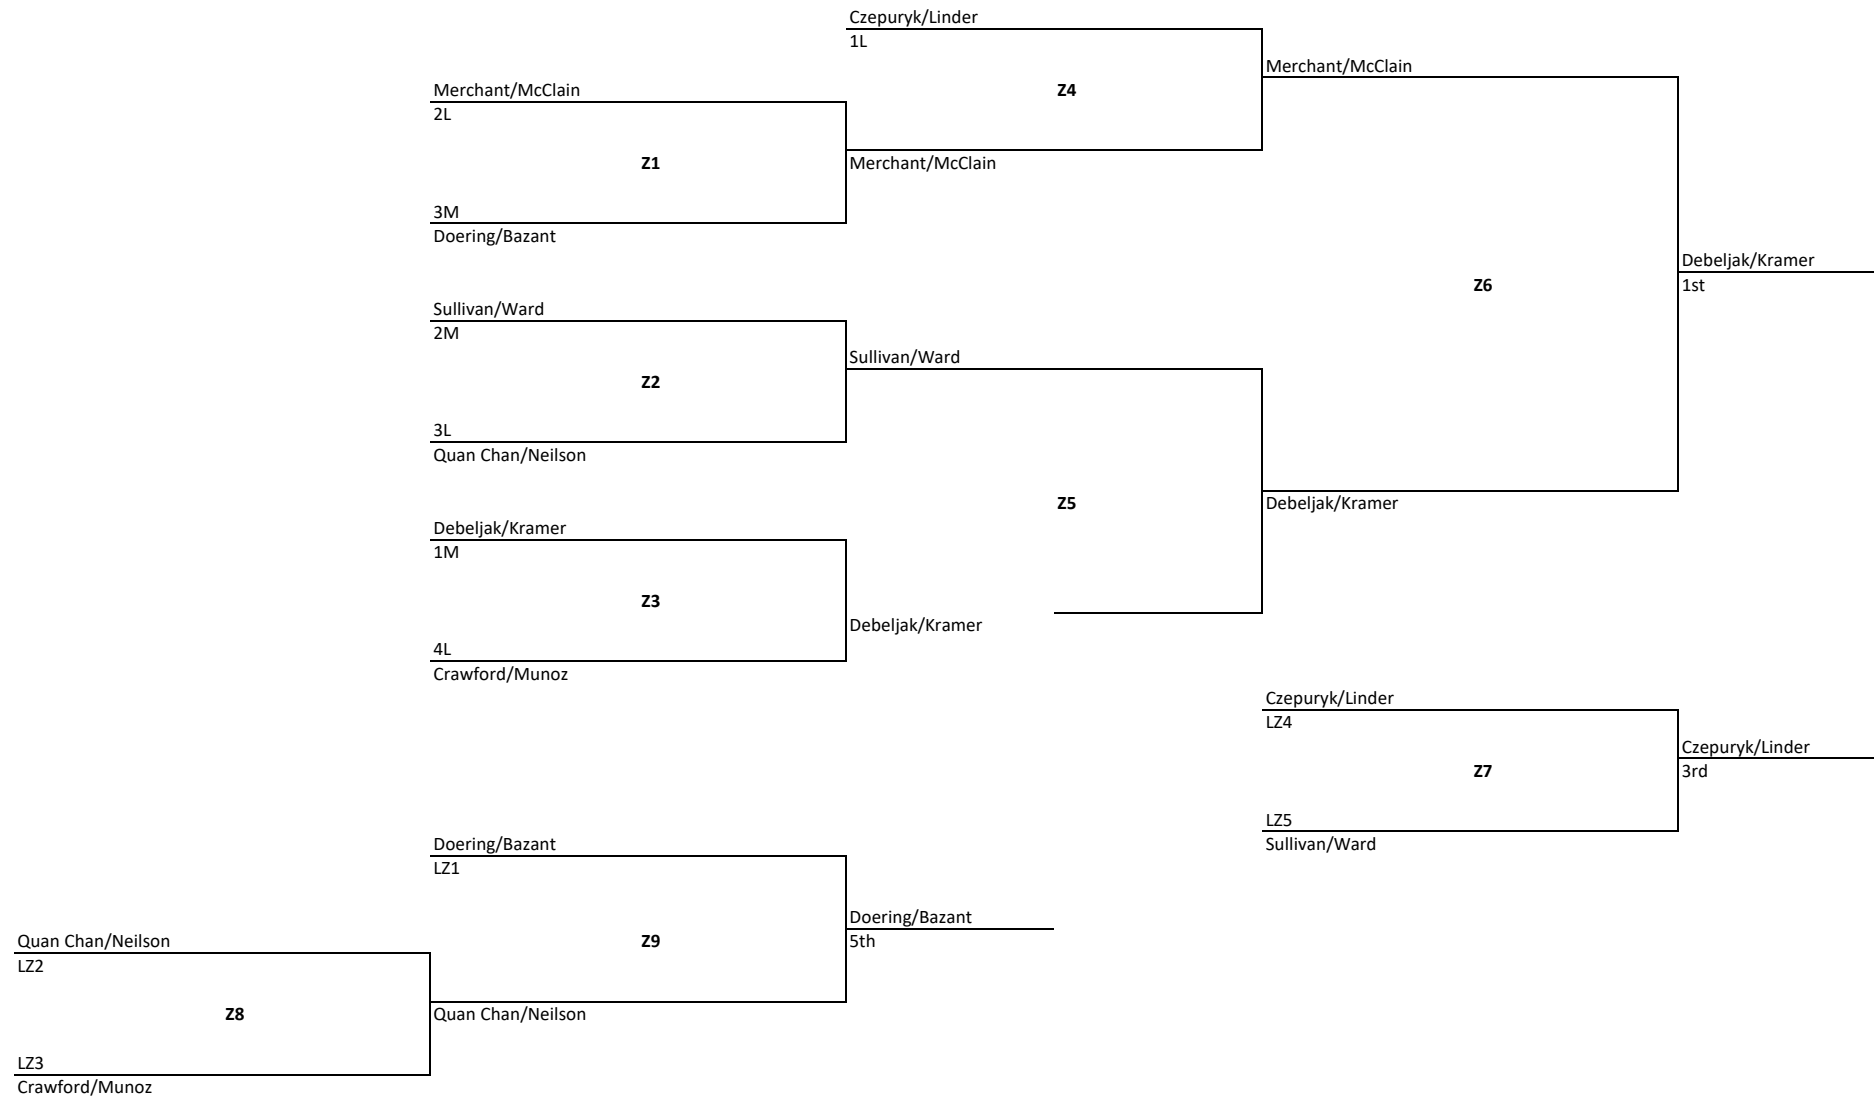 Czepuryk/Linder
1L
Merchant/McClain
Merchant/McClain
Z4
2L
Z1
Merchant/McClain
3M
Doering/Bazant
Debeljak/Kramer
Z6
1st
Sullivan/Ward
2M
Sullivan/Ward
Z2
3L
Quan Chan/Neilson
Z5
Debeljak/Kramer
Debeljak/Kramer
1M
Z3
Debeljak/Kramer
4L
Crawford/Munoz
Czepuryk/Linder
LZ4
Czepuryk/Linder
Z7
3rd
LZ5
Doering/Bazant
Sullivan/Ward
LZ1
Doering/Bazant
Quan Chan/Neilson
Z9
5th
LZ2
Z8
Quan Chan/Neilson
LZ3
Crawford/Munoz